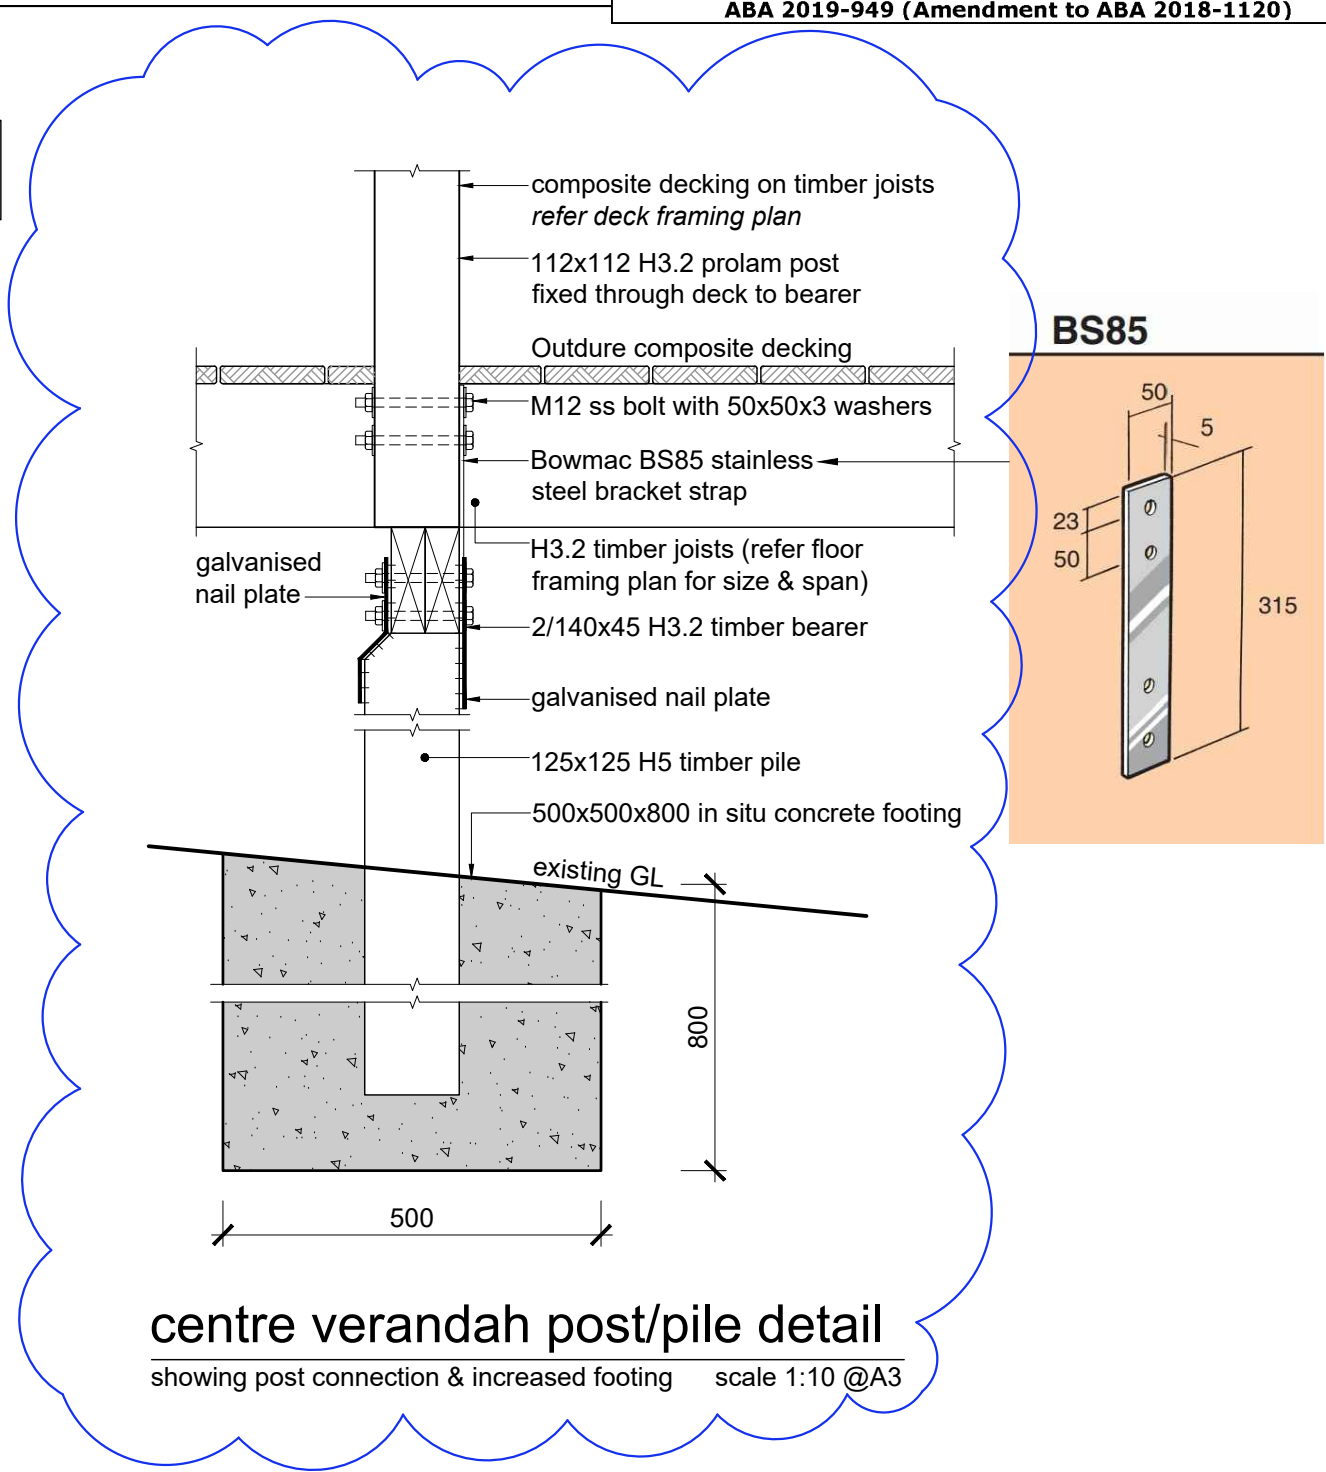 ABA 2019-949 (Amendment to ABA 2018-1120)
composite decking on timber joists
refer deck framing plan
112x112 H3.2 prolam post
fixed through deck to bearer
Outdure composite decking
M12 ss bolt with 50x50x3 washers
Bowmac BS85 stainless
steel bracket strap
H3.2 timber joists (refer floor
framing plan for size & span)
galvanised
nail plate
2/140x45 H3.2 timber bearer
galvanised nail plate
125x125 H5 timber pile
500x500x800 in situ concrete footing
existing GL
800
500
BS85
50
5
23
50
315
centre verandah post/pile detail
showing post connection & increased footing scale 1:10 @A3